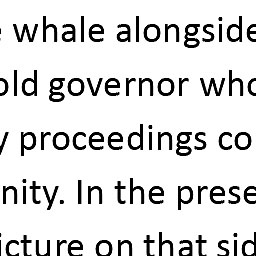 e whale alongside
old governor who
y proceedings co
nity. In the prese
icture on that sid